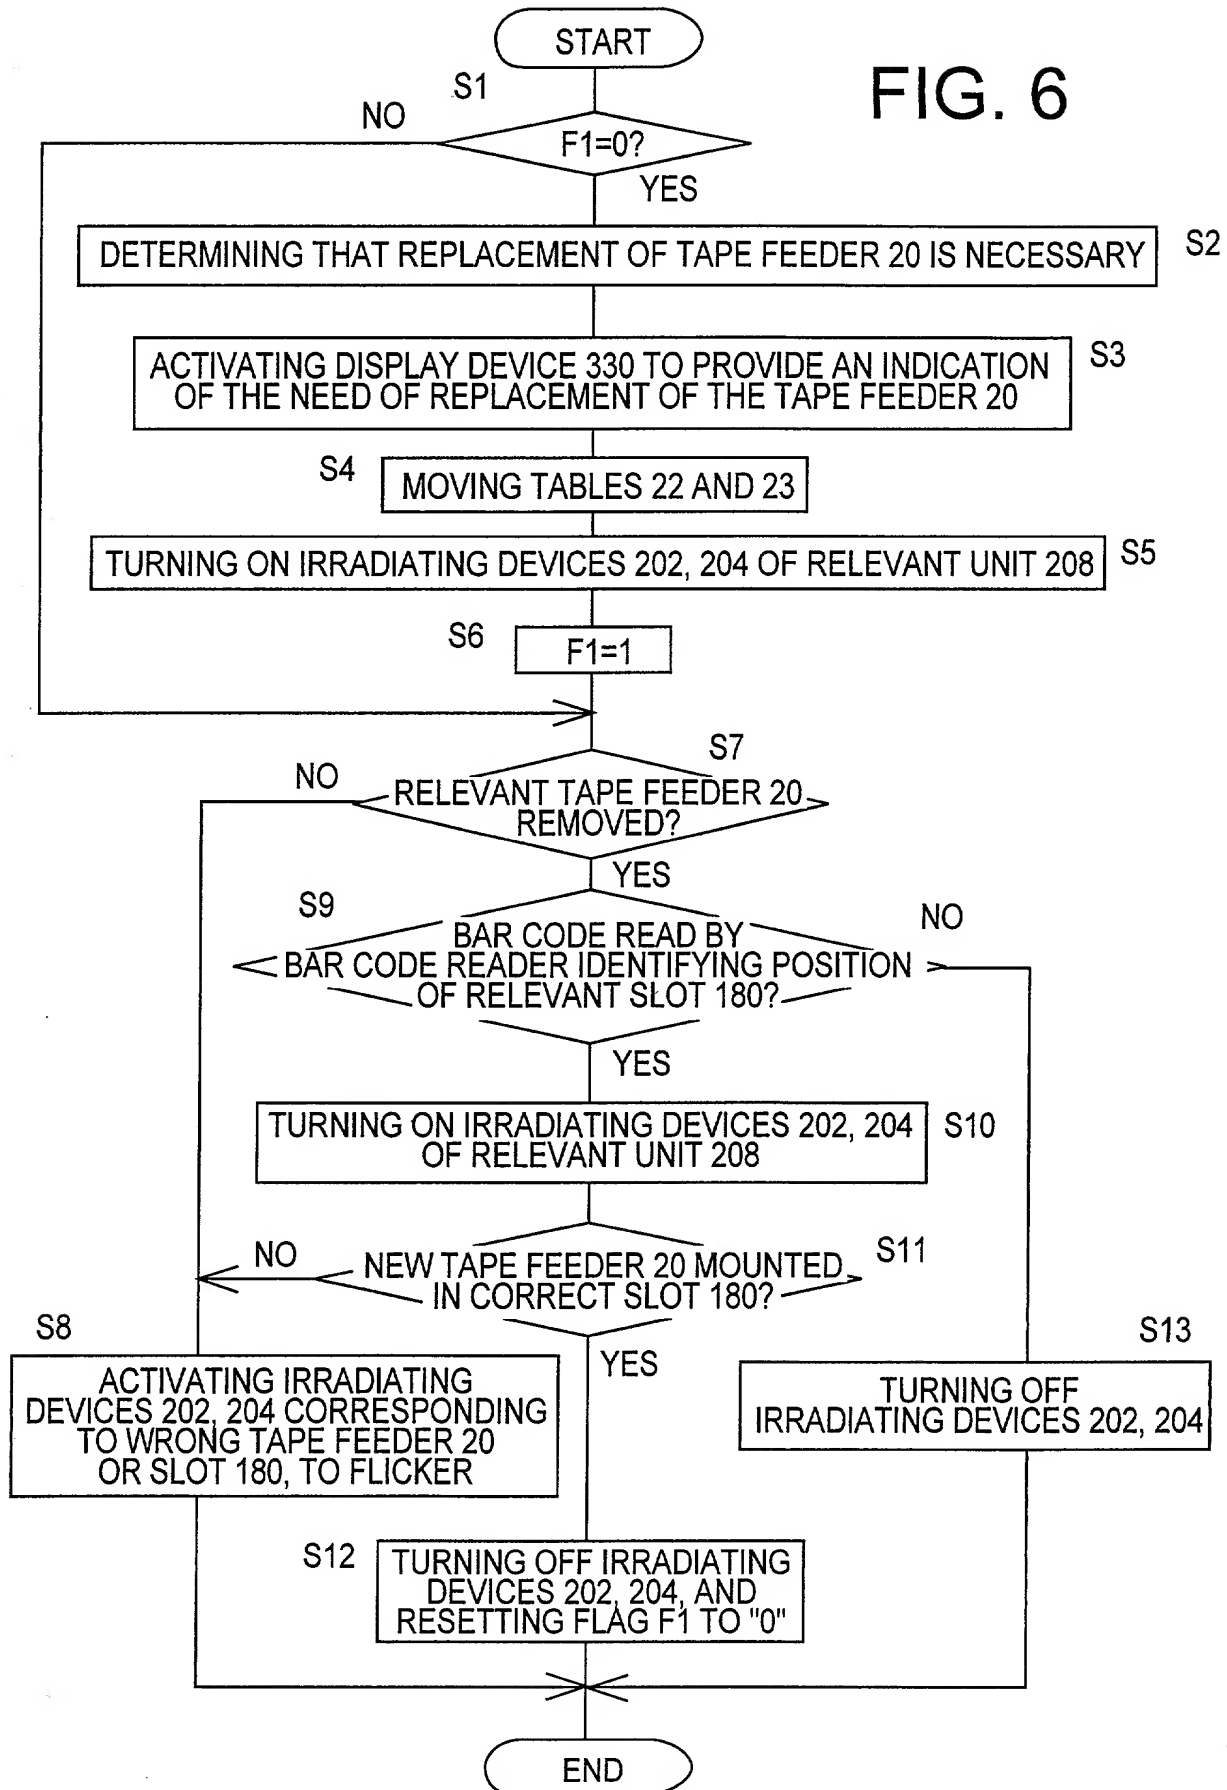 START
FIG. 6
S1
NO
F1=0?
YES
DETERMINING THAT REPLACEMENT OF TAPE FEEDER 20 IS NECESSARY
S2
ACTIVATING DISPLAY DEVICE 330 TO PROVIDE AN INDICATION
OF THE NEED OF REPLACEMENT OF THE TAPE FEEDER 20
S3
S4
MOVING TABLES 22 AND 23
TURNING ON IRRADIATING DEVICES 202, 204 OF RELEVANT UNIT 208
S5
S6
F1=1
S7
NO
RELEVANT TAPE FEEDER 20
REMOVED?
YES
S9
NO
BAR CODE READ BY
BAR CODE READER IDENTIFYING POSITION
OF RELEVANT SLOT 180?
YES
TURNING ON IRRADIATING DEVICES 202, 204
OF RELEVANT UNIT 208
S10
NO
NEW TAPE FEEDER 20 MOUNTED
IN CORRECT SLOT 180?
S11
YES
S8
ACTIVATING IRRADIATING
DEVICES 202, 204 CORRESPONDING
TO WRONG TAPE FEEDER 20
OR SLOT 180, TO FLICKER
S13
TURNING OFF
IRRADIATING DEVICES 202, 204
S12
TURNING OFF IRRADIATING
DEVICES 202, 204, AND
RESETTING FLAG F1 TO "0"
END